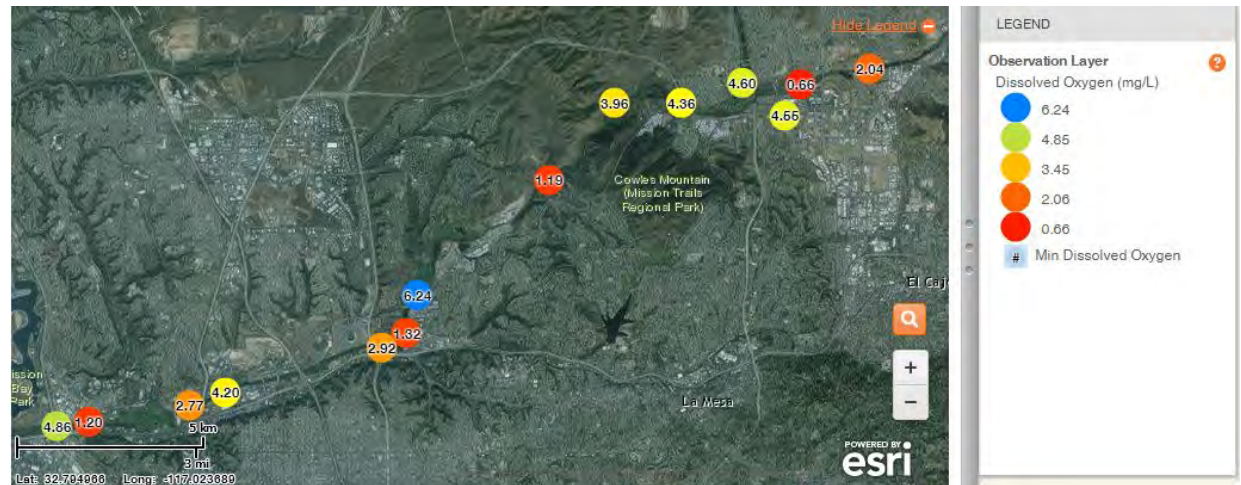 Hide Legend
2.04
4.60
0.66
3.96
4.36
4.55
1.19
Cowles Mountain
(Mission Trails
Regional Park)
6.24
El Caj
1.32
2.92
ission
Bay
Park
4.20
2.77
La Mesa
4.86
1.20
5 km
3 mi
Lat: 32.794966 Long: -117.023689
+
−
POWERED BY
esri
LEGEND
Observation Layer
?
Dissolved Oxygen (mg/L)
6.24
4.85
3.45
2.06
0.66
# Min Dissolved Oxygen